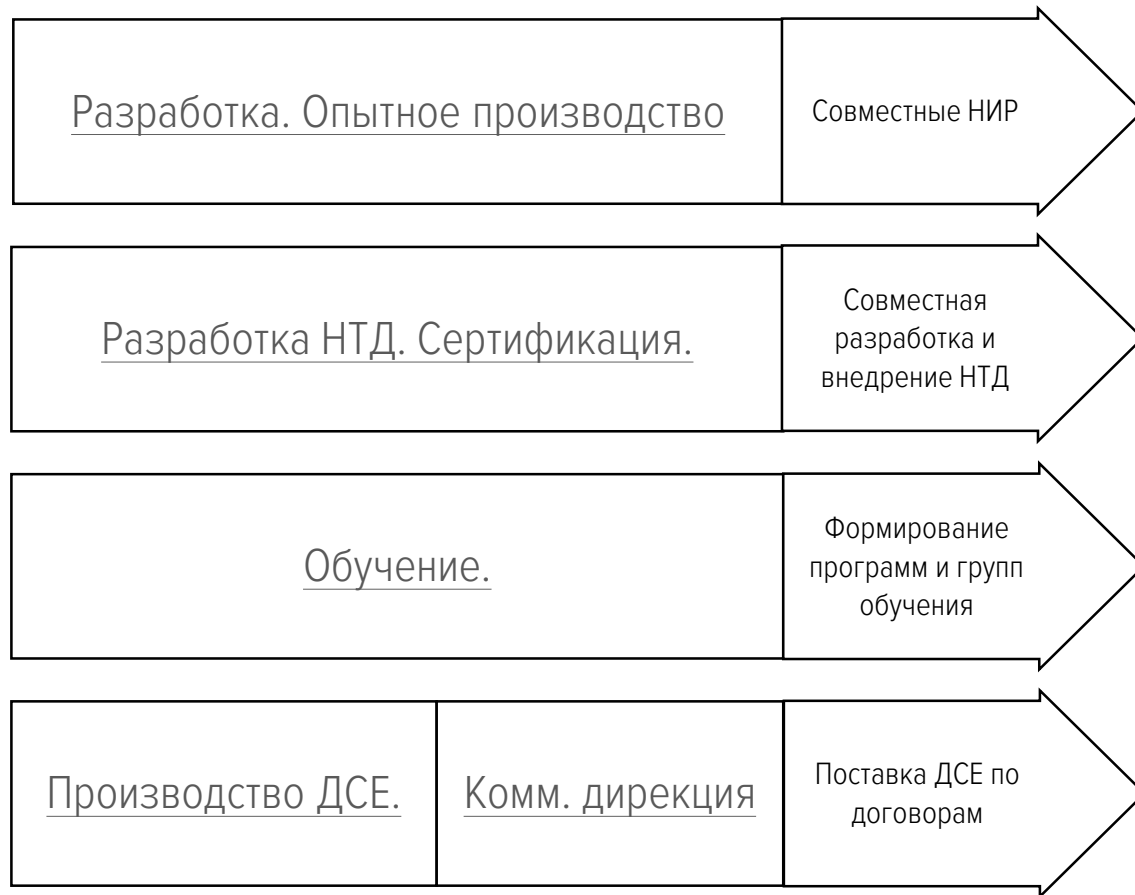 Разработка. Опытное производство
Совместные НИР
Разработка НТД. Сертификация.
Совместная
разработка и
внедрение НТД
Обучение.
Формирование
программ и групп
обучения
Производство ДСЕ.
Комм. дирекция
Поставка ДСЕ по
договорам